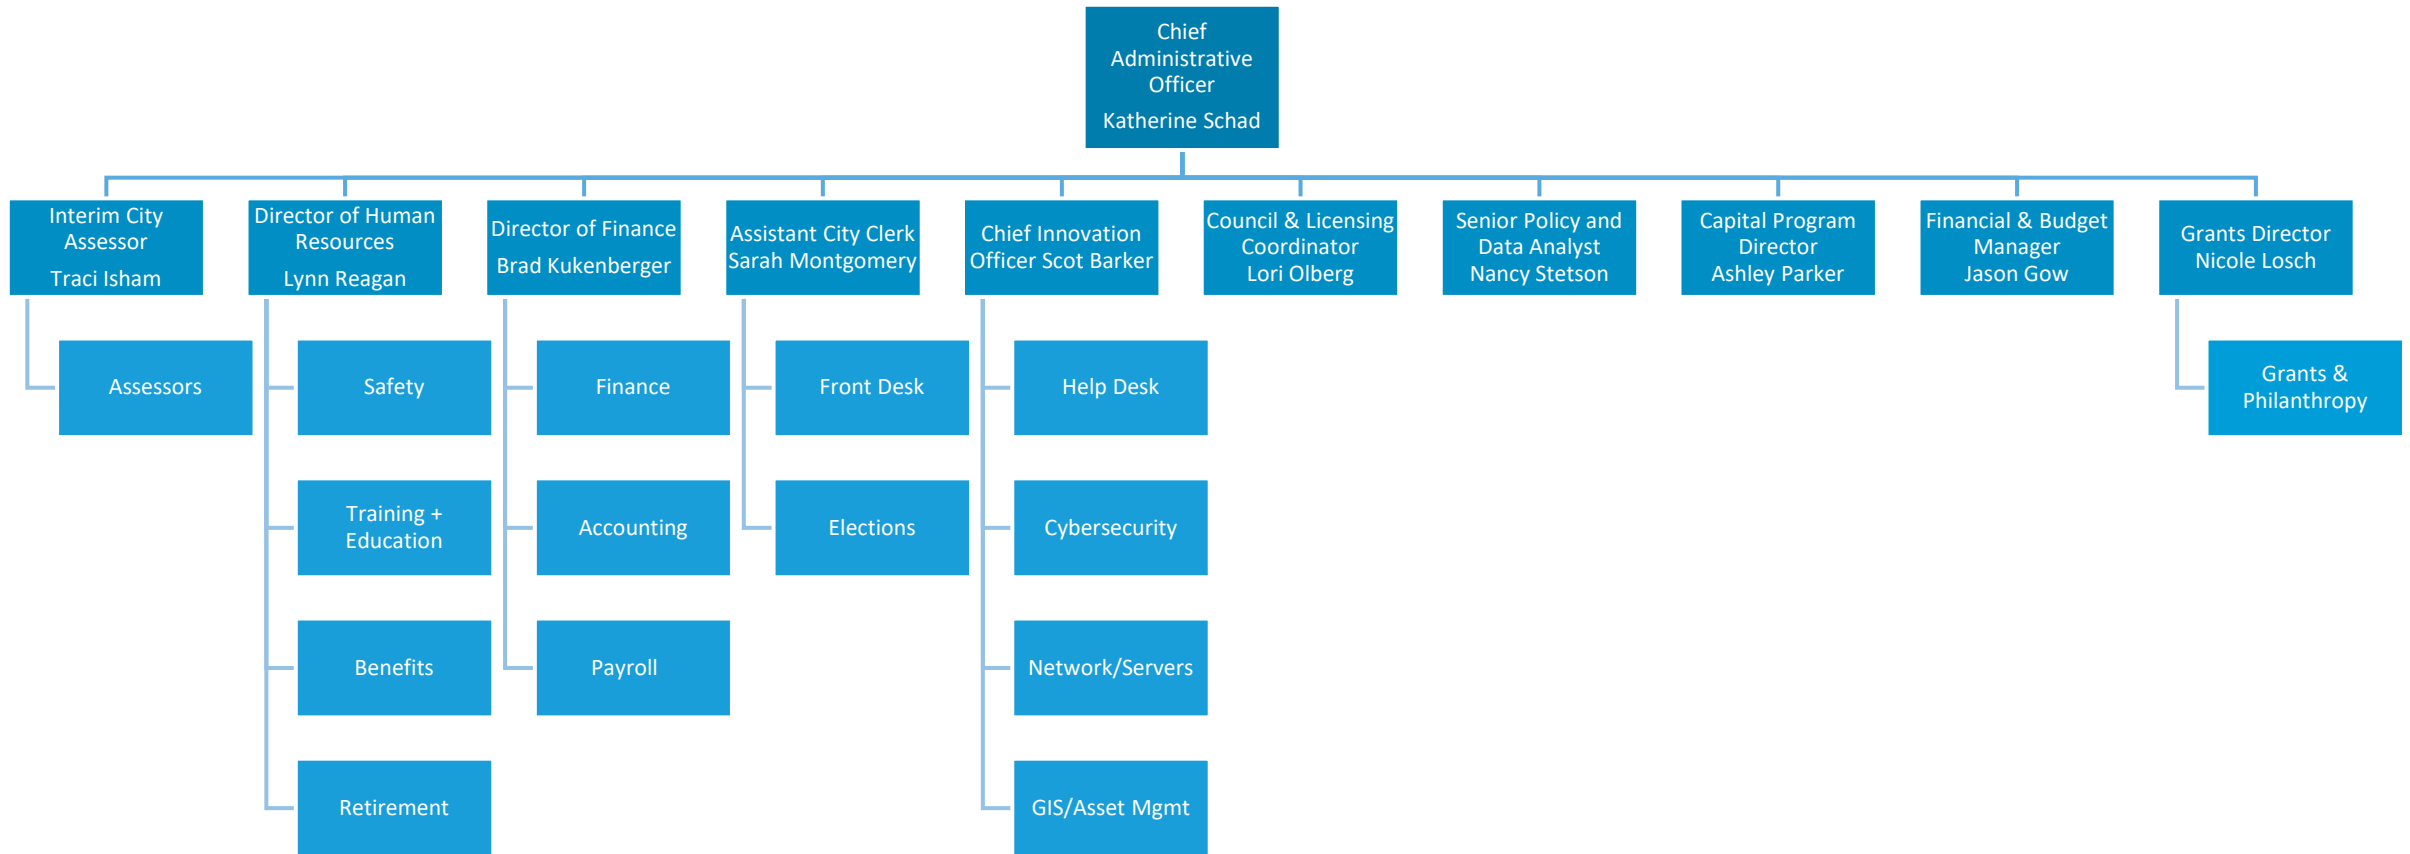 Chief
Administrative
Officer
Katherine Schad
Interim City
Assessor
Traci Isham
Director of Human
Resources
Lynn Reagan
Director of Finance
Brad Kukenberger
Assistant City Clerk
Sarah Montgomery
Chief Innovation
Officer Scot Barker
Council & Licensing
Coordinator
Lori Olberg
Senior Policy and
Data Analyst
Nancy Stetson
Capital Program
Director
Ashley Parker
Financial & Budget
Manager
Jason Gow
Grants Director
Nicole Losch
Assessors
Safety
Finance
Front Desk
Help Desk
Grants &
Philanthropy
Training +
Education
Accounting
Elections
Cybersecurity
Benefits
Payroll
Network/Servers
Retirement
GIS/Asset Mgmt